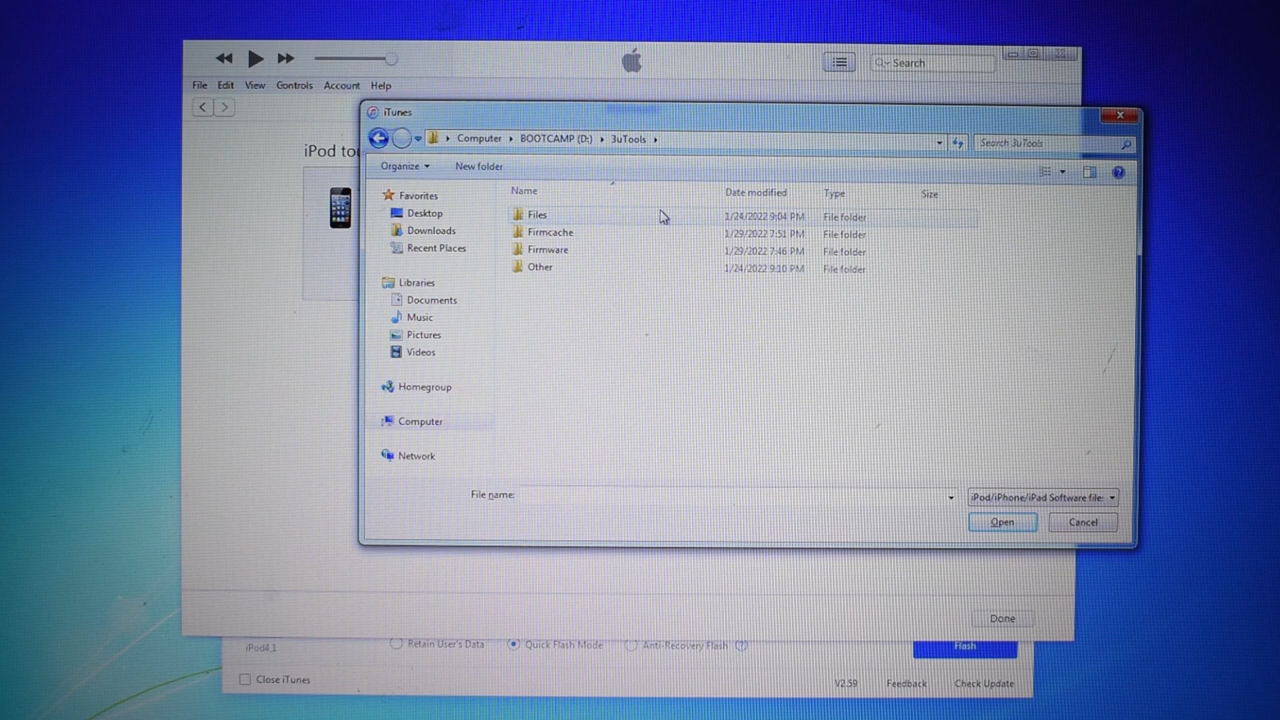 Search
File Edit View Controls Account Help
iTunes
iPod tou
Computer BOOTCAMP (D:) 3uTools
Search 3uTools
Organize New folder
Name Date modified Type Size
Favorites
Desktop
Downloads
Recent Places
Libraries
Documents
Music
Pictures
Videos
Homegroup
Computer
Network
Files 1/24/2022 9:04 PM File folder
Firmcache 1/29/2022 7:51 PM File folder
Firmware 1/29/2022 7:46 PM File folder
Other 1/24/2022 9:10 PM File folder
File name:
iPod/iPhone/iPad Software file
Open Cancel
Done
iPod4,1 Retain User's Data Quick Flash Mode Anti-Recovery Flash Flash
Close iTunes V2.59 Feedback Check Update